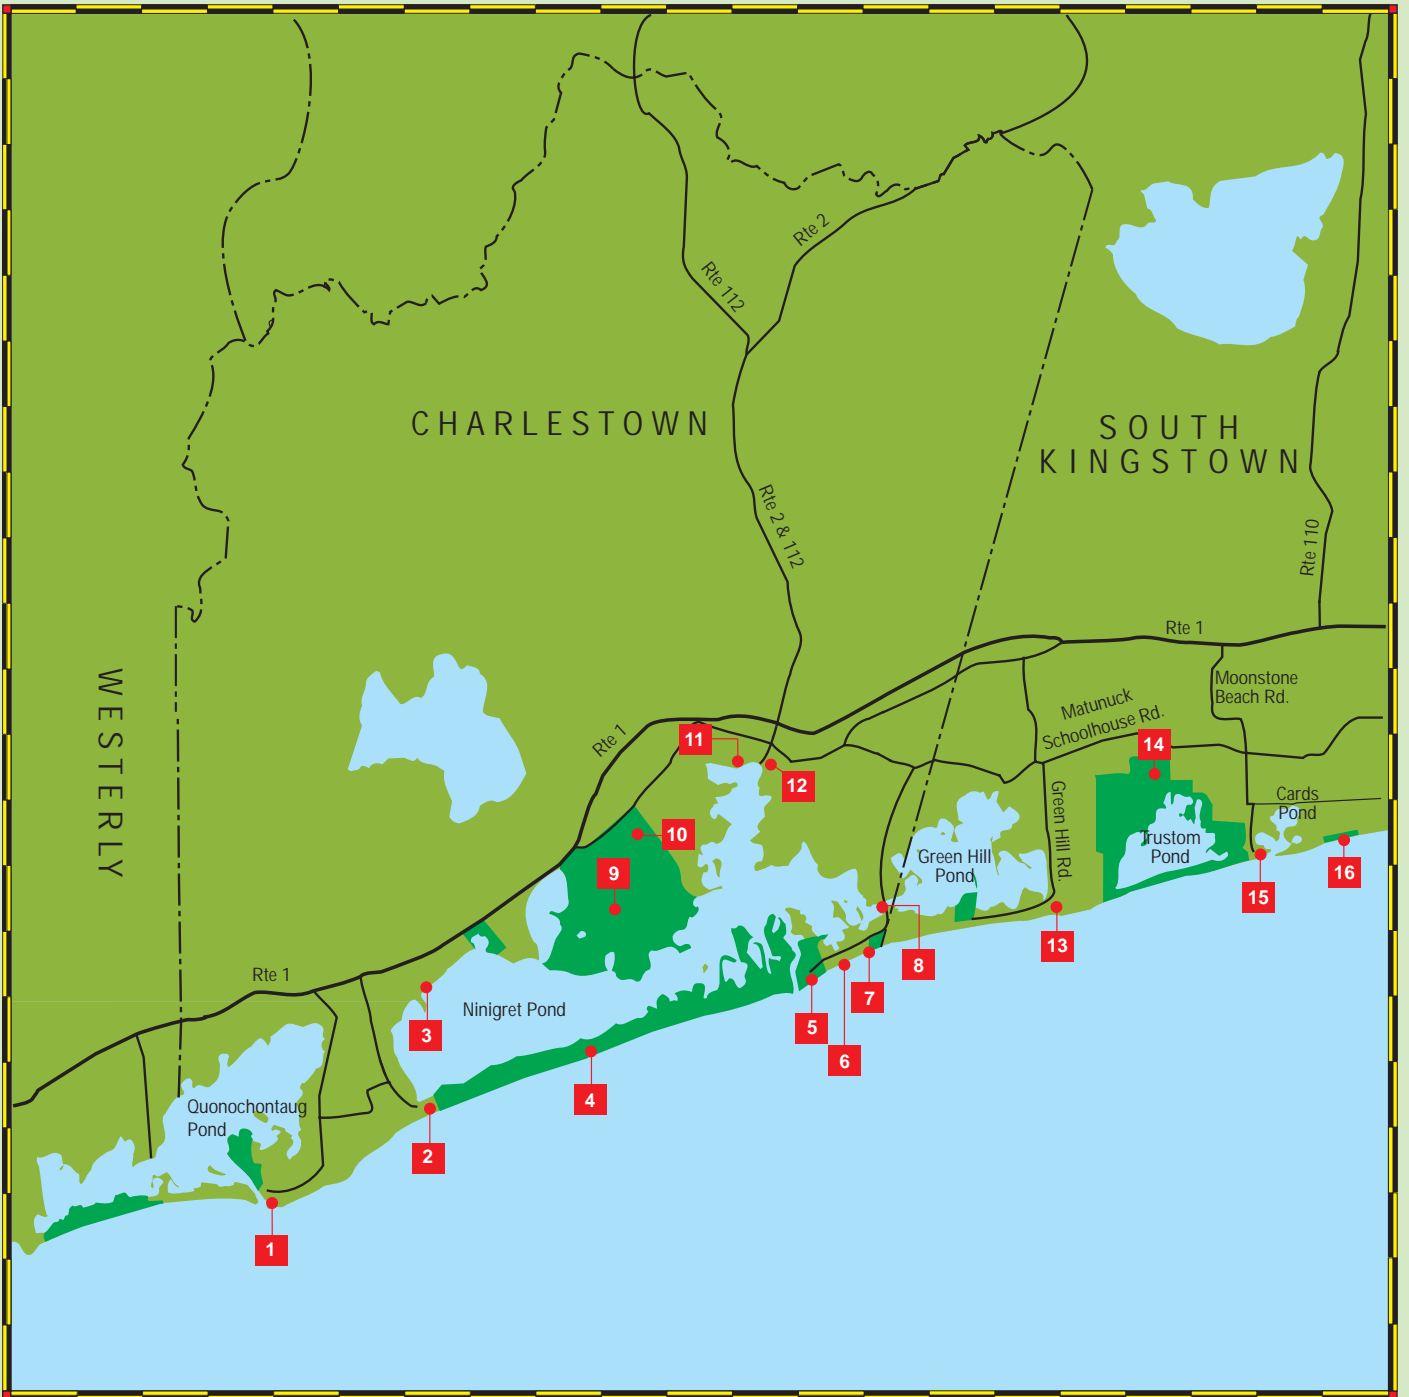 Rte 2
Rte 112
CHARLESTOWN
SOUTH
KINGSTOWN
Rte 2 & 112
Rte 110
Rte 1
WESTERLY
Moonstone
Beach Rd.
Matunuck
Schoolhouse Rd.
Rte 1
11
14
12
Green Hill Rd.
Cards
Pond
10
Trustom
Pond
9
Green Hill
Pond
16
15
13
8
Rte 1
7
Ninigret Pond
5
3
6
4
Quonochontaug
Pond
2
1